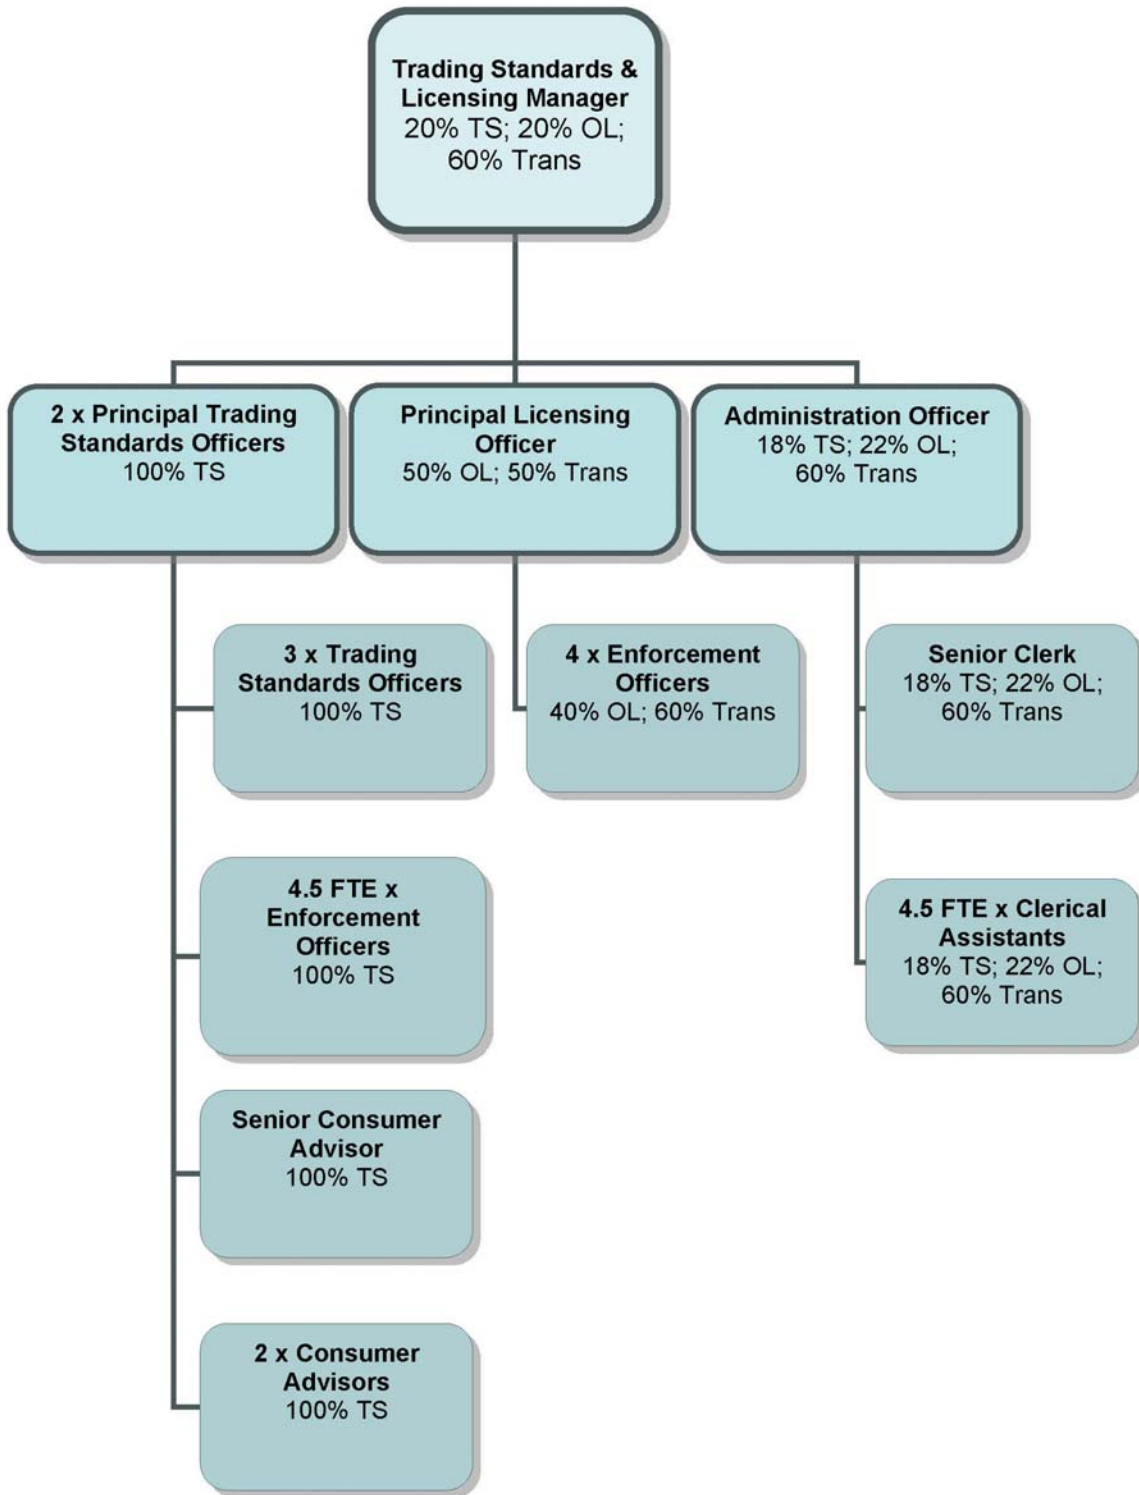 Trading Standards &
Licensing Manager
20% TS; 20% OL;
60% Trans
2 x Principal Trading
Standards Officers
100% TS
Principal Licensing
Officer
50% OL; 50% Trans
Administration Officer
18% TS; 22% OL;
60% Trans
3 x Trading
Standards Officers
100% TS
4 x Enforcement
Officers
40% OL; 60% Trans
Senior Clerk
18% TS; 22% OL;
60% Trans
4.5 FTE x
Enforcement
Officers
100% TS
4.5 FTE x Clerical
Assistants
18% TS; 22% OL;
60% Trans
Senior Consumer
Advisor
100% TS
2 x Consumer
Advisors
100% TS